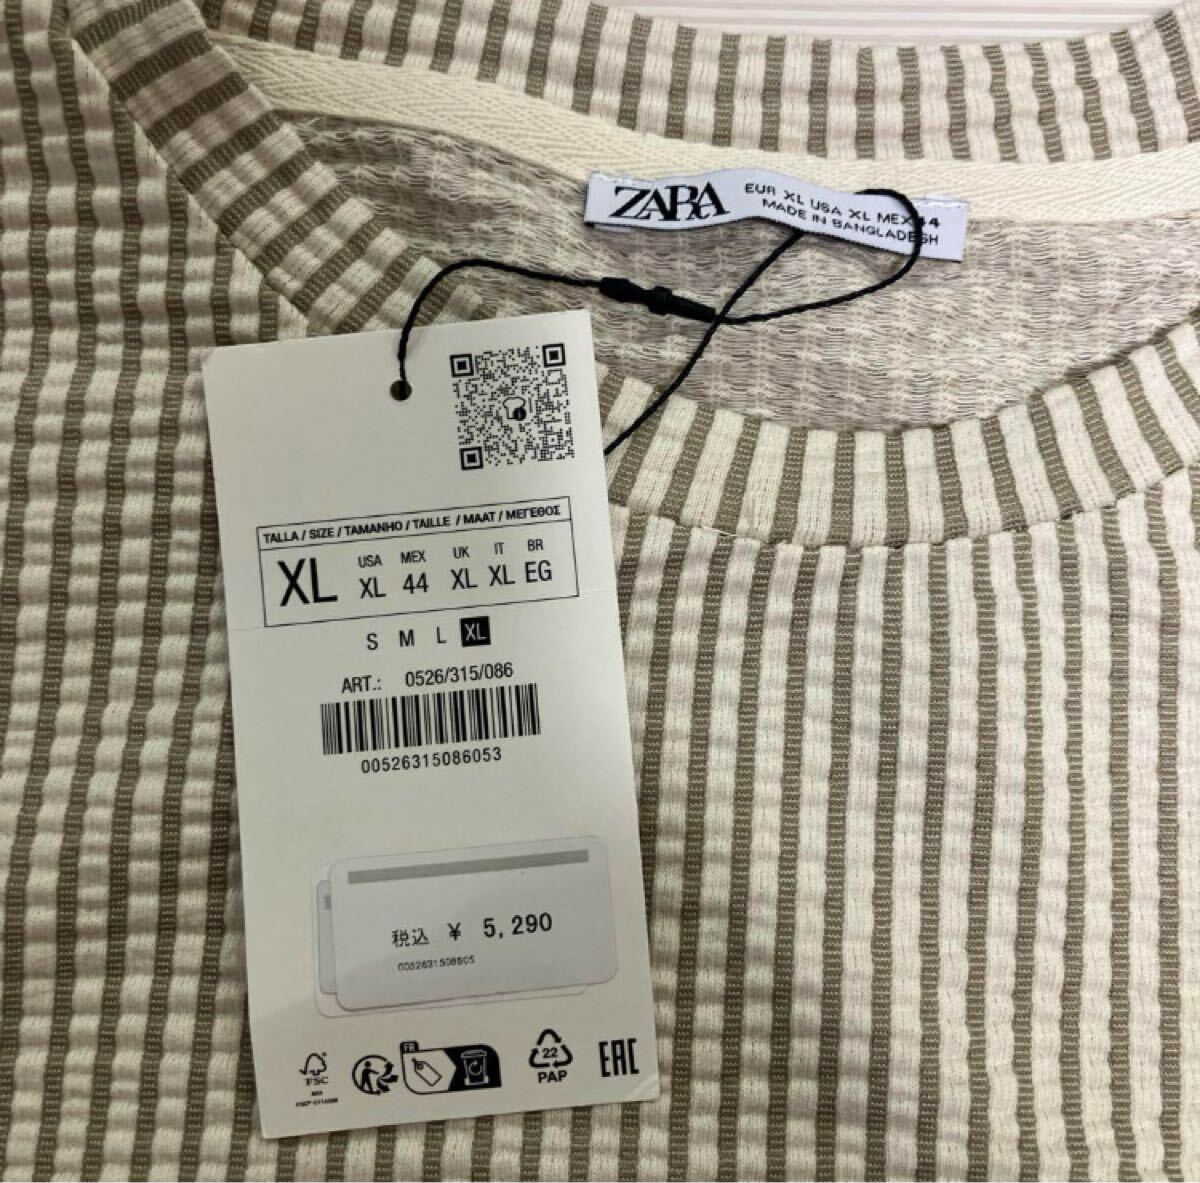 ZARA
EUR XL USA XL MEX 44
MADE IN BANGLADESH
TALLA / SIZE / TAMANHO / TAILLE / MAAT / ΜΕΓΕΘΟΣ
XL
USA MEX UK IT BR
XL 44 XL XL EG
S M L XL
ART.: 0526/315/086
00526315086053
税込 ¥ 5,290
FR
FSC
MIX
22
PAP
EAC